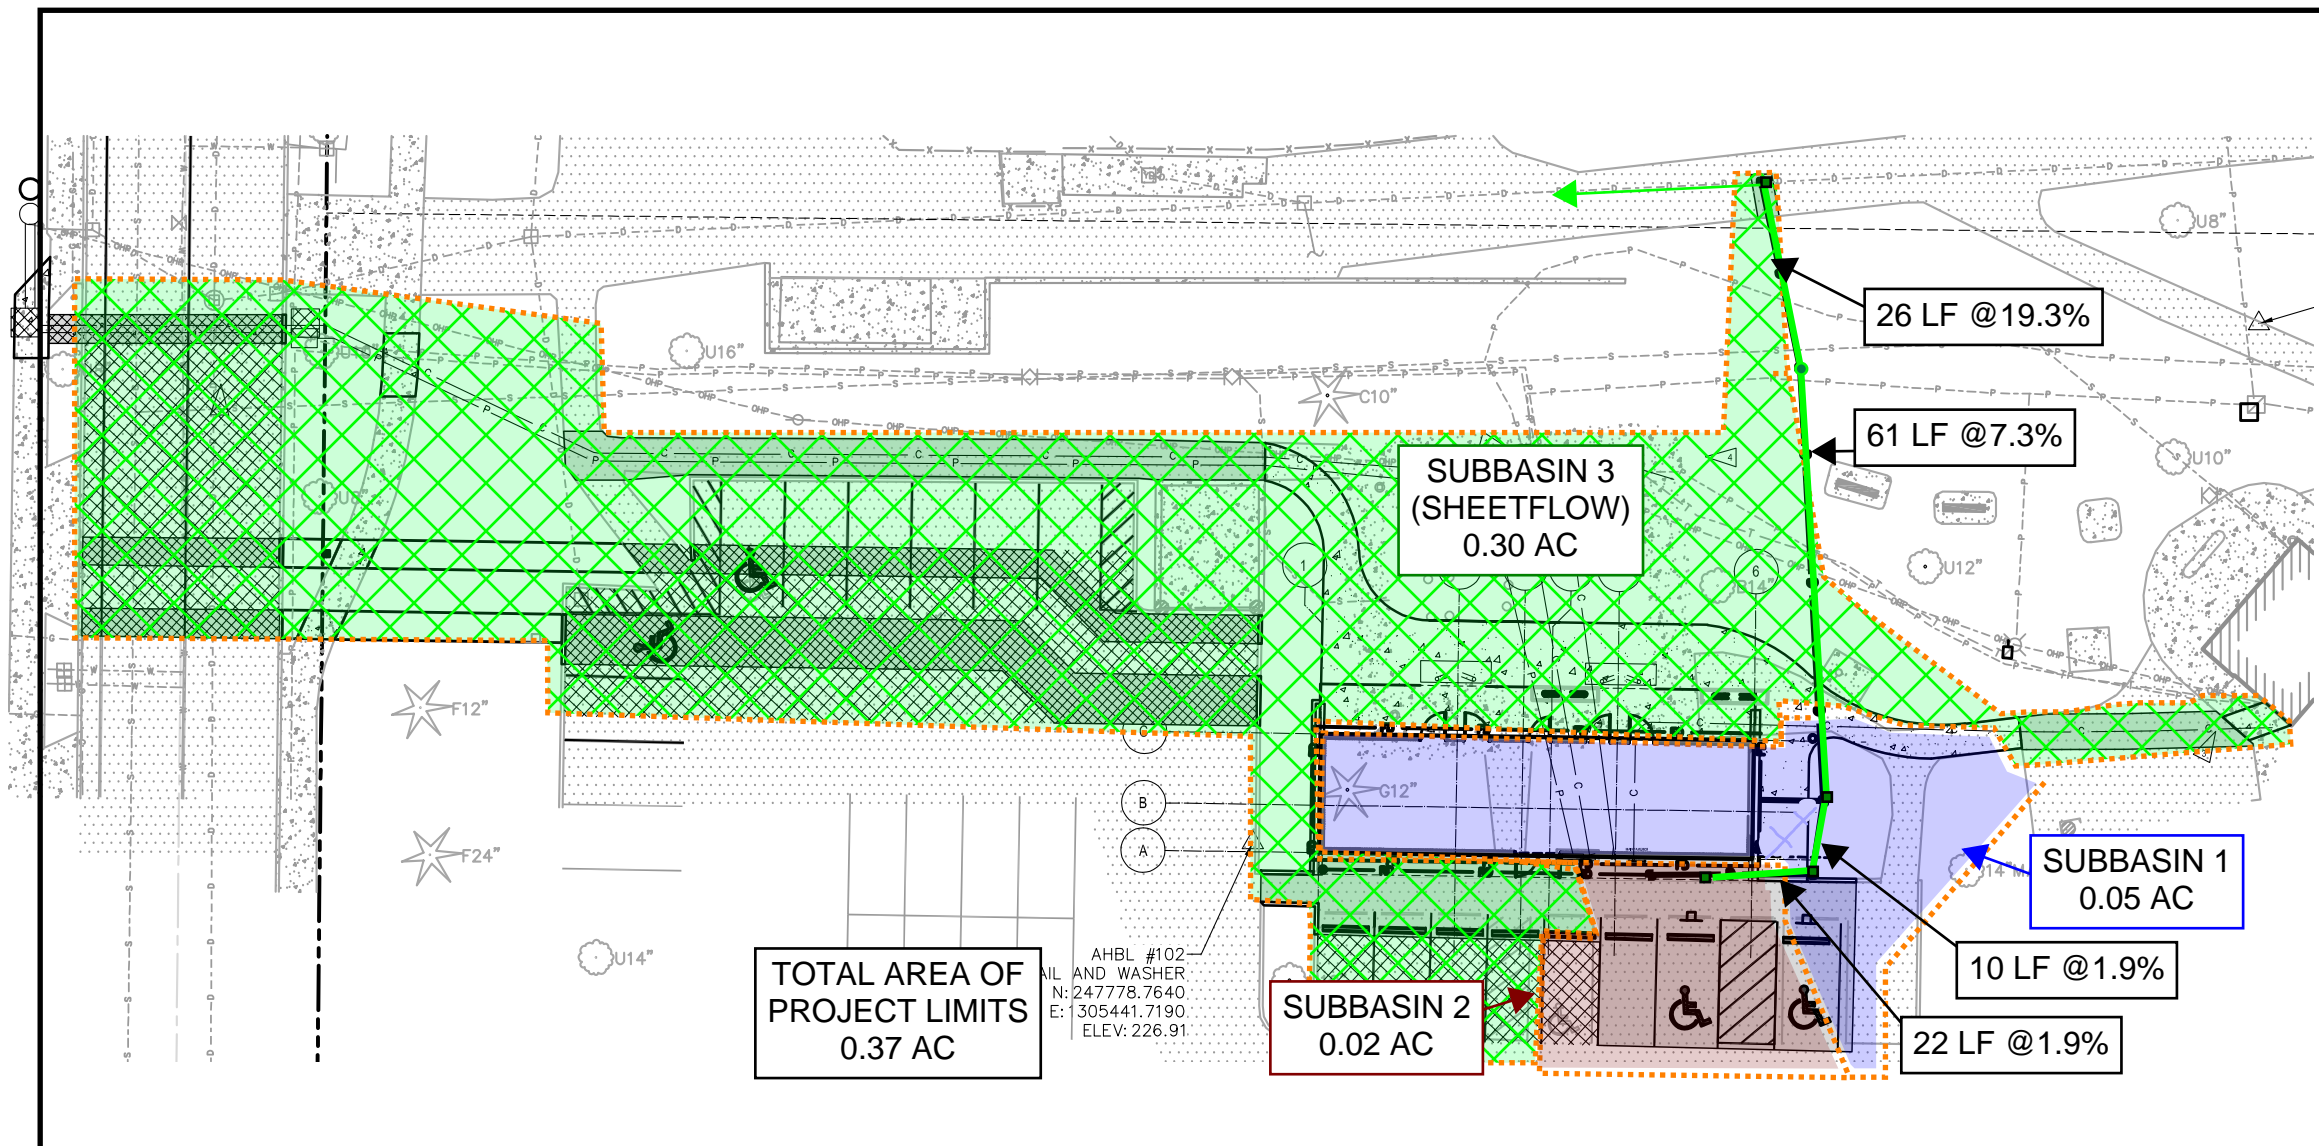 U8"
26 LF @19.3%
U16"
C10"
61 LF @7.3%
U10"
SUBBASIN 3
(SHEETFLOW)
0.30 AC
U12"
1
6
F12"
C
G12"
B
A
F24"
SUBBASIN 1
0.05 AC
U14"
AHBL #102
AIL AND WASHER
N: 247778.7640
E: 1305441.7190
ELEV: 226.91
TOTAL AREA OF
PROJECT LIMITS
0.37 AC
10 LF @1.9%
SUBBASIN 2
0.02 AC
22 LF @1.9%